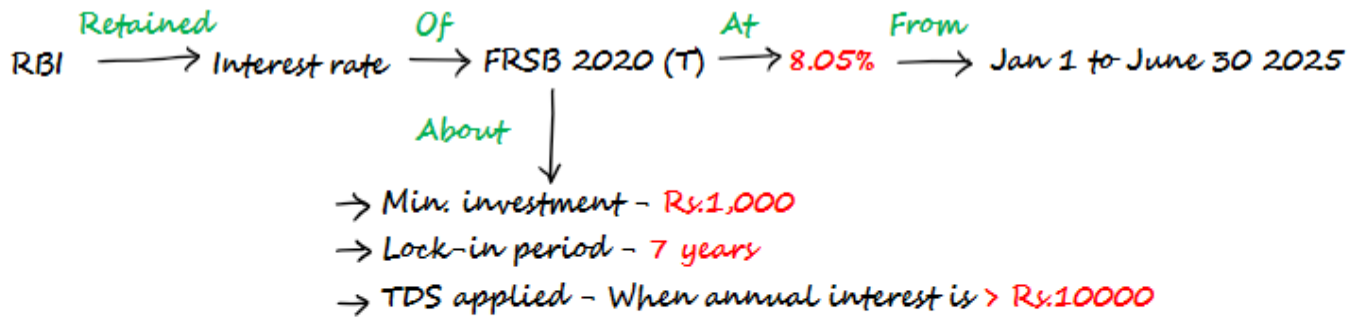 Retained Of At From
RBI → Interest rate → FRSB 2020 (T) → 8.05% → Jan 1 to June 30 2025
About
→ Min. investment - Rs.1,000
→ Lock-in period - 7 years
→ TDS applied - When annual interest is > Rs.10000